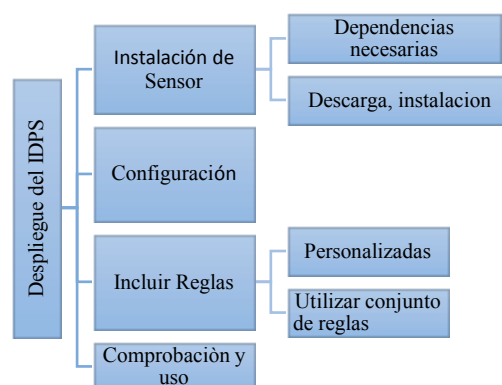 Despliegue del IDPS
Instalación de
Sensor
Dependencias
necesarias
Descarga, instalacion
Configuración
Incluir Reglas
Personalizadas
Utilizar conjunto
de reglas
Comprobaciòn y
uso